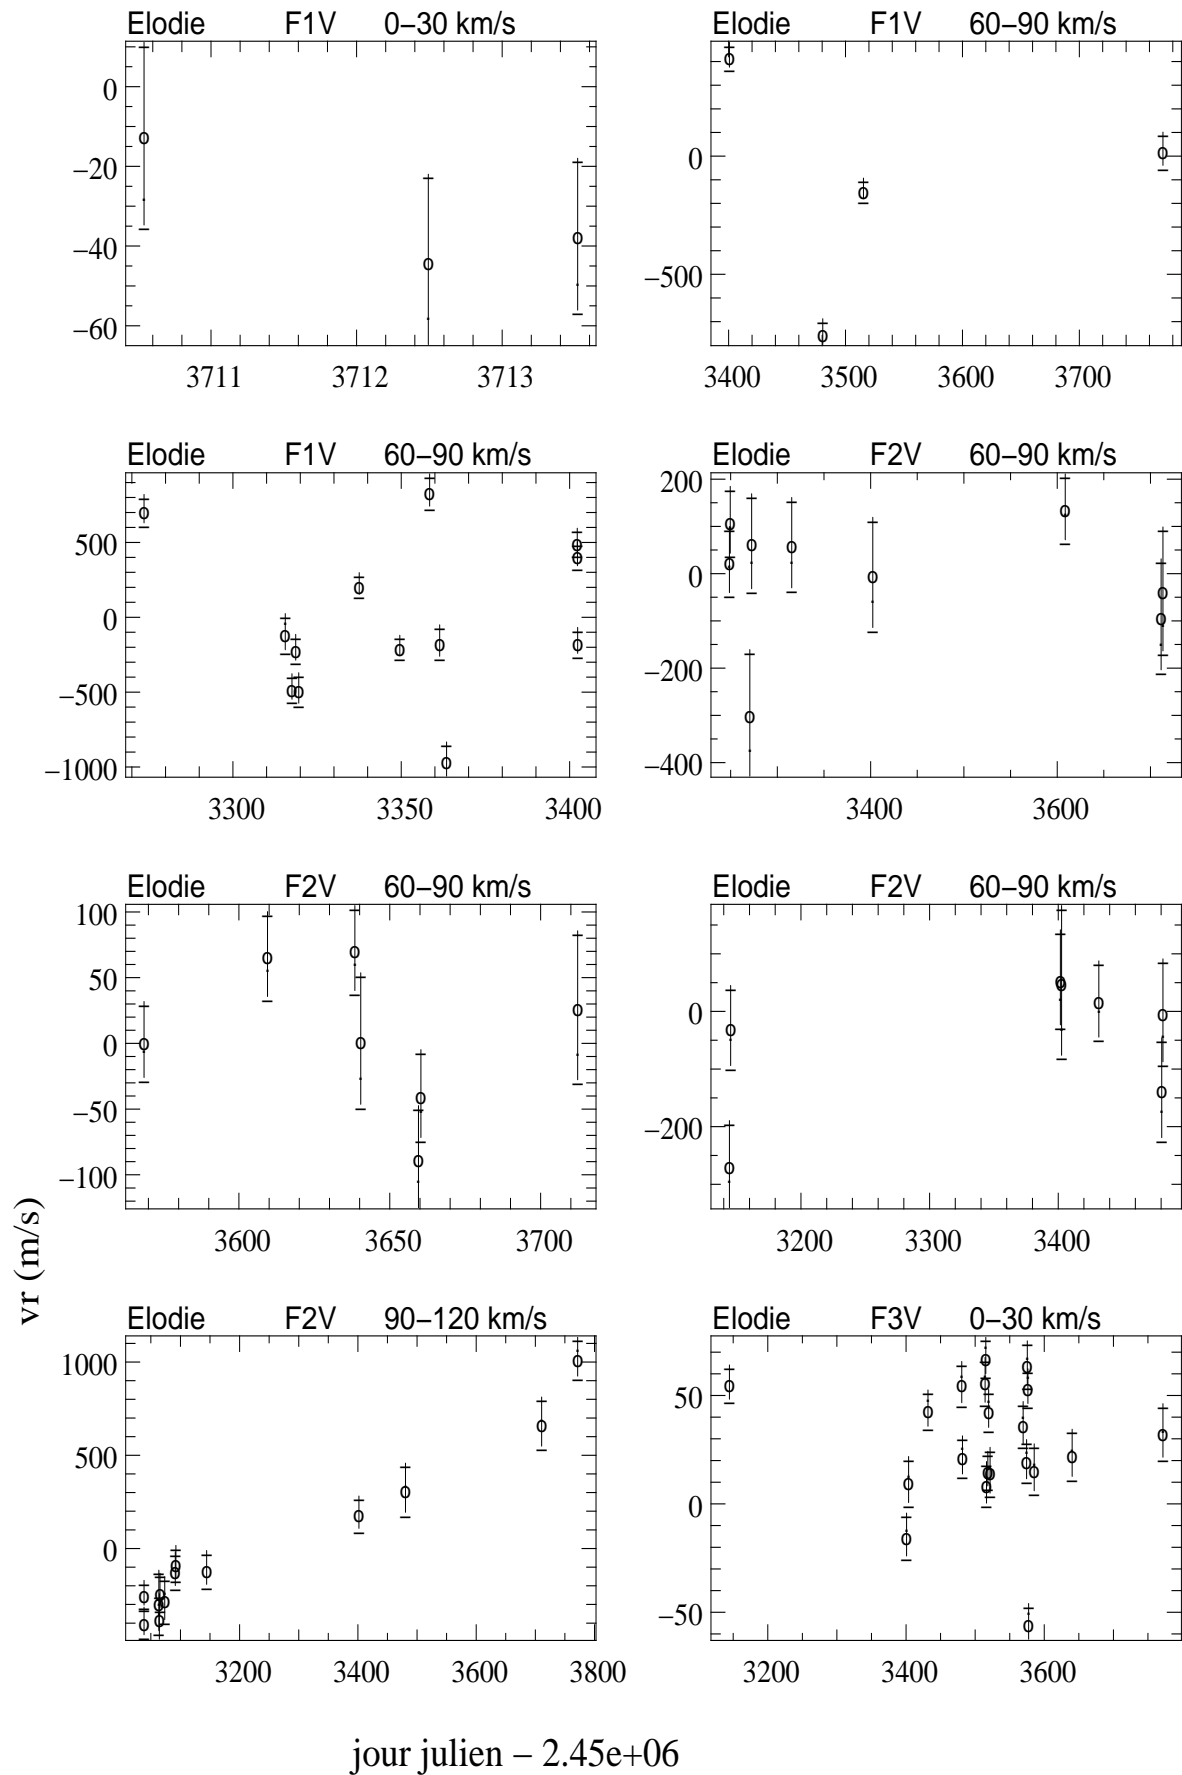 Elodie F1V 0−30 km/s
0
−20
−40
−60
3711 3712 3713
Elodie F1V 60−90 km/s
0
−500
3400 3500 3600 3700
Elodie F1V 60−90 km/s
500
0
−500
−1000
3300 3350 3400
Elodie F2V 60−90 km/s
200
0
−200
−400
3400 3600
Elodie F2V 60−90 km/s
100
50
0
−50
−100
3600 3650 3700
Elodie F2V 60−90 km/s
0
−200
3200 3300 3400
Elodie F2V 90−120 km/s
1000
500
0
3200 3400 3600 3800
Elodie F3V 0−30 km/s
50
0
−50
3200 3400 3600
vr (m/s)
jour julien − 2.45e+06